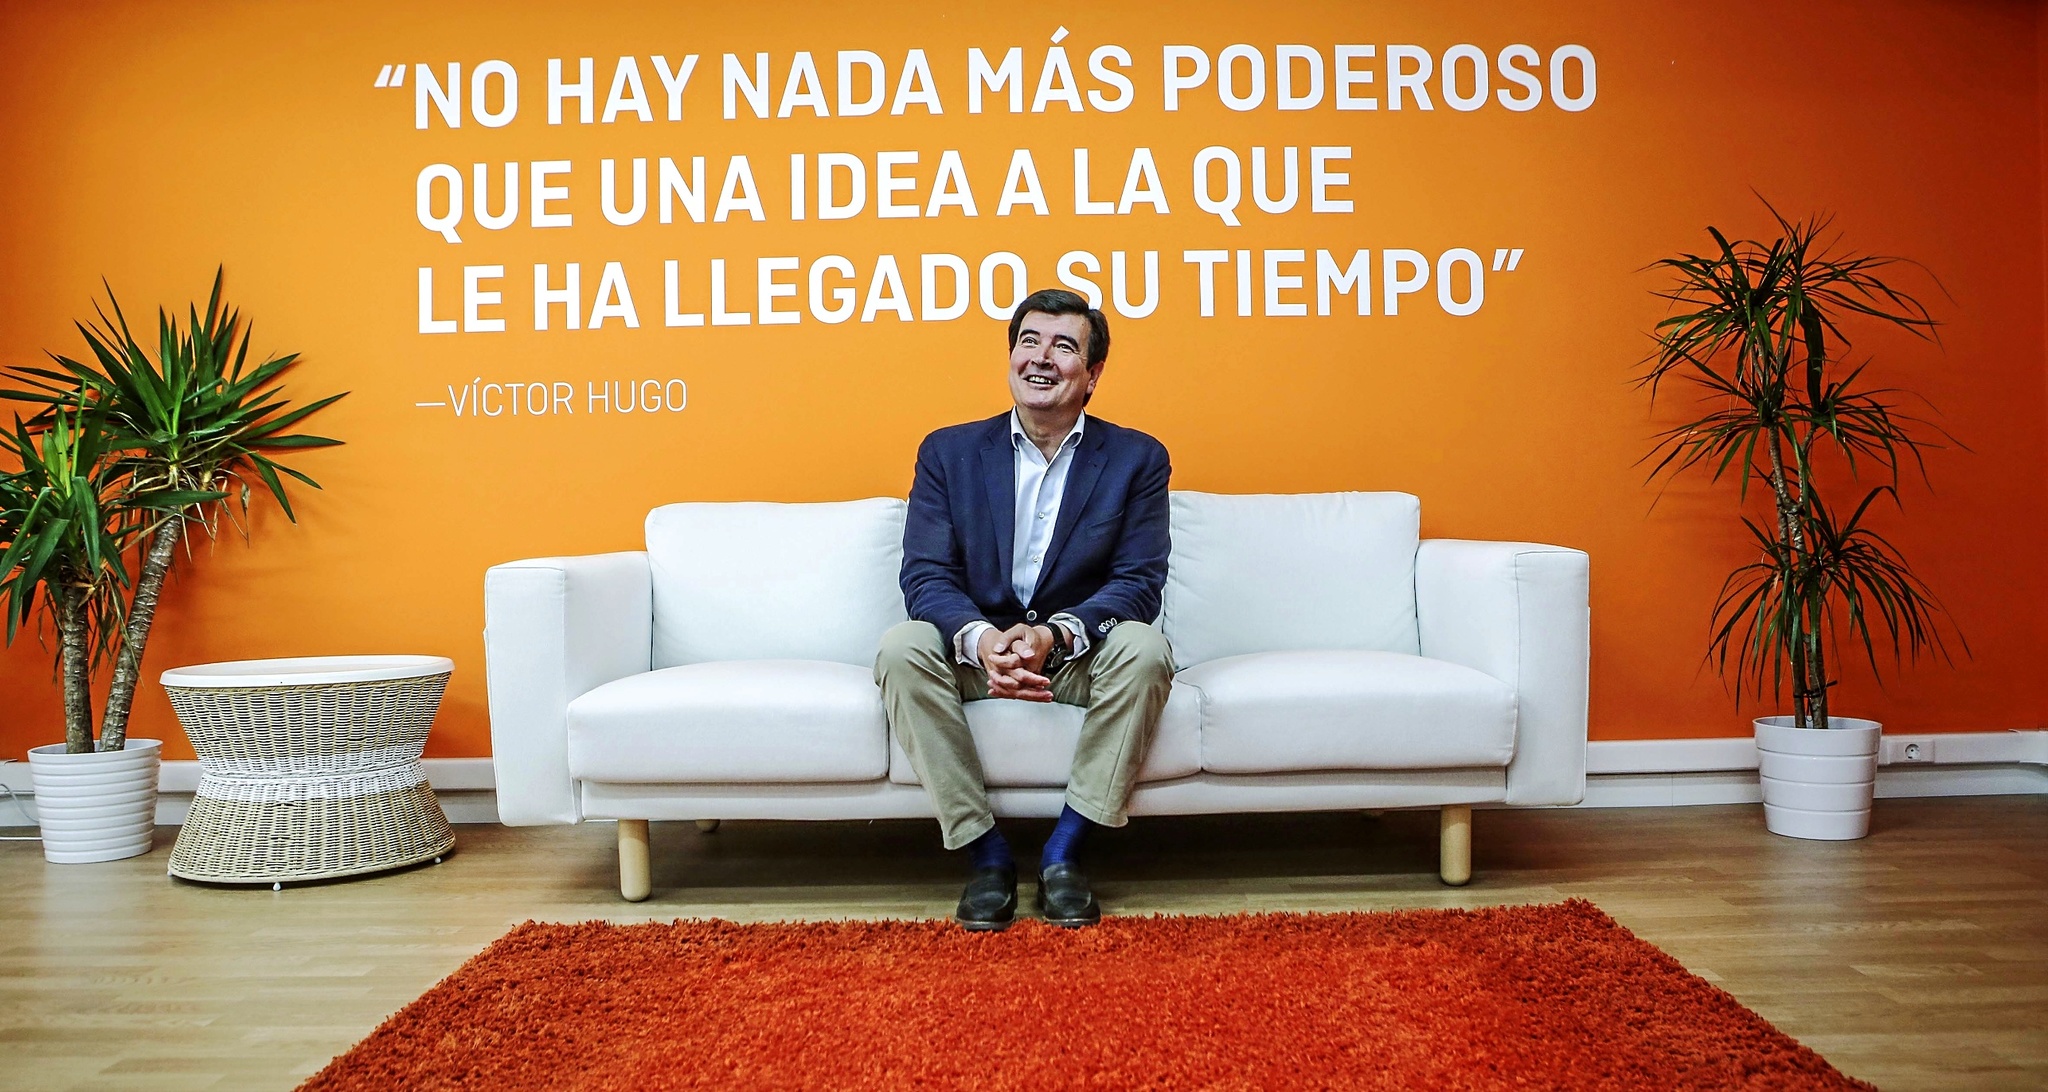 “NO HAY NADA MÁS PODEROSO
QUE UNA IDEA A LA QUE
LE HA LLEGADO SU TIEMPO”
—VÍCTOR HUGO